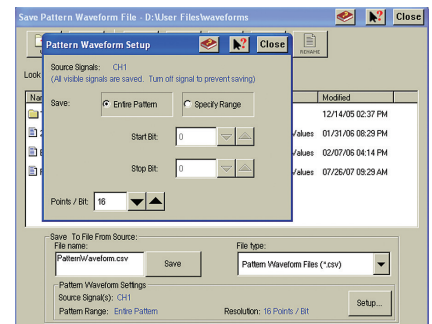 Save Pattern Waveform File - D:\User Files\waveforms
Close
Pattern Waveform Setup
Close
RENAME
Source Signals: CH1
(All visible signals are saved. Turn off signal to prevent saving)
Look
Save: Entire Pattern Specify Range
Modified
12/14/05 02:37 PM
Start Bit: 0
Values 01/31/06 08:29 PM
Values 02/07/06 04:14 PM
Stop Bit: 0
Values 07/26/07 09:29 AM
Points / Bit: 16
Save To File From Source:
File name:
File type:
PatternWaveform.csv
Save
Pattern Waveform Files (*.csv)
Pattern Waveform Settings
Source Signal(s): CH1
Pattern Range: Entire Pattern
Resolution: 16 Points / Bit
Setup...